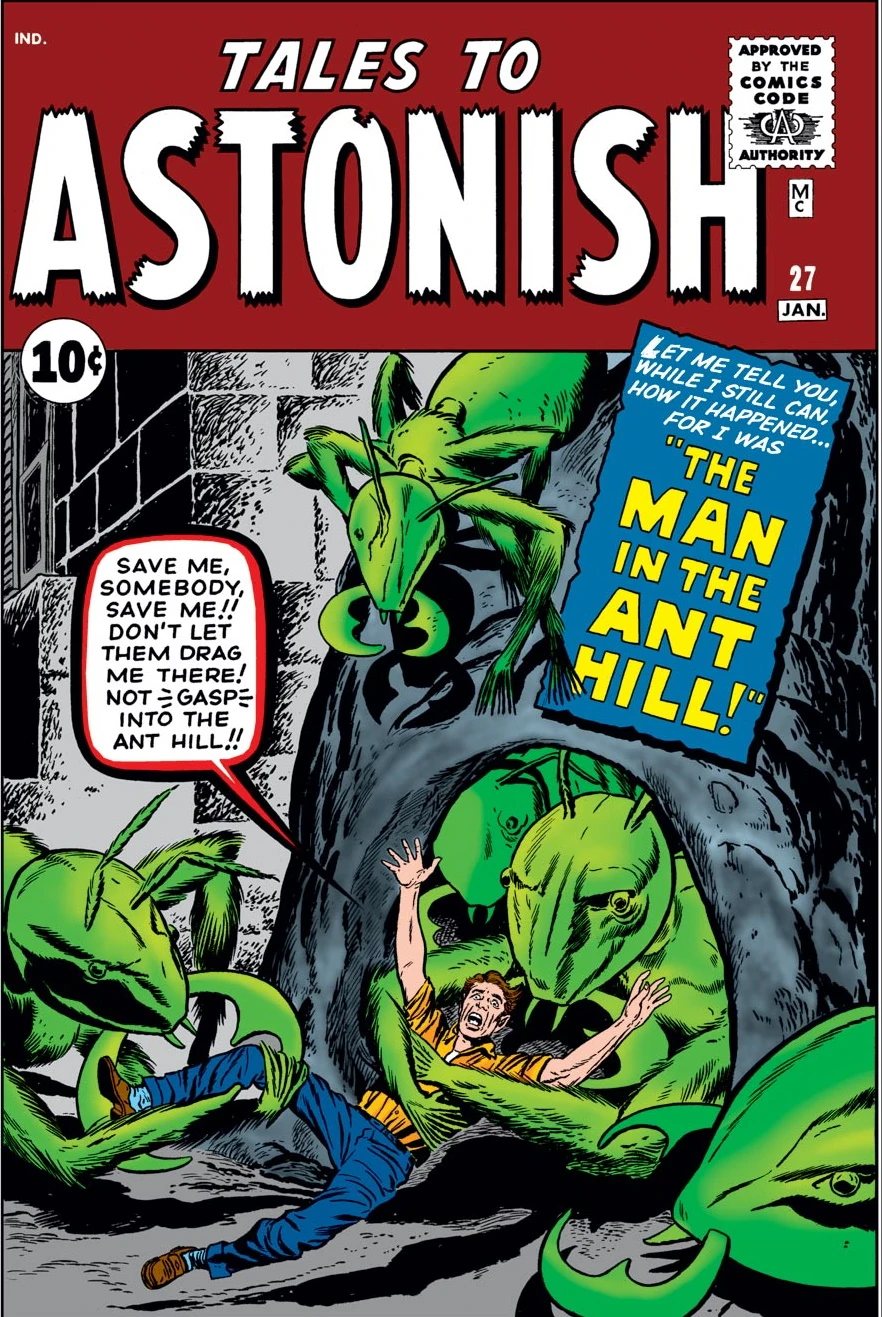 IND.
TALES TO
ASTONISH
APPROVED
BY THE
COMICS
CODE
CA
AUTHORITY
M
C
27
JAN.
10¢
LET ME TELL YOU,
WHILE I STILL CAN,
HOW IT HAPPENED...
FOR I WAS
"THE
MAN
IN THE
ANT
HILL!"
SAVE ME,
SOMEBODY,
SAVE ME!!
DON'T LET
THEM DRAG
ME THERE!
NOT GASP
INTO THE
ANT HILL!!